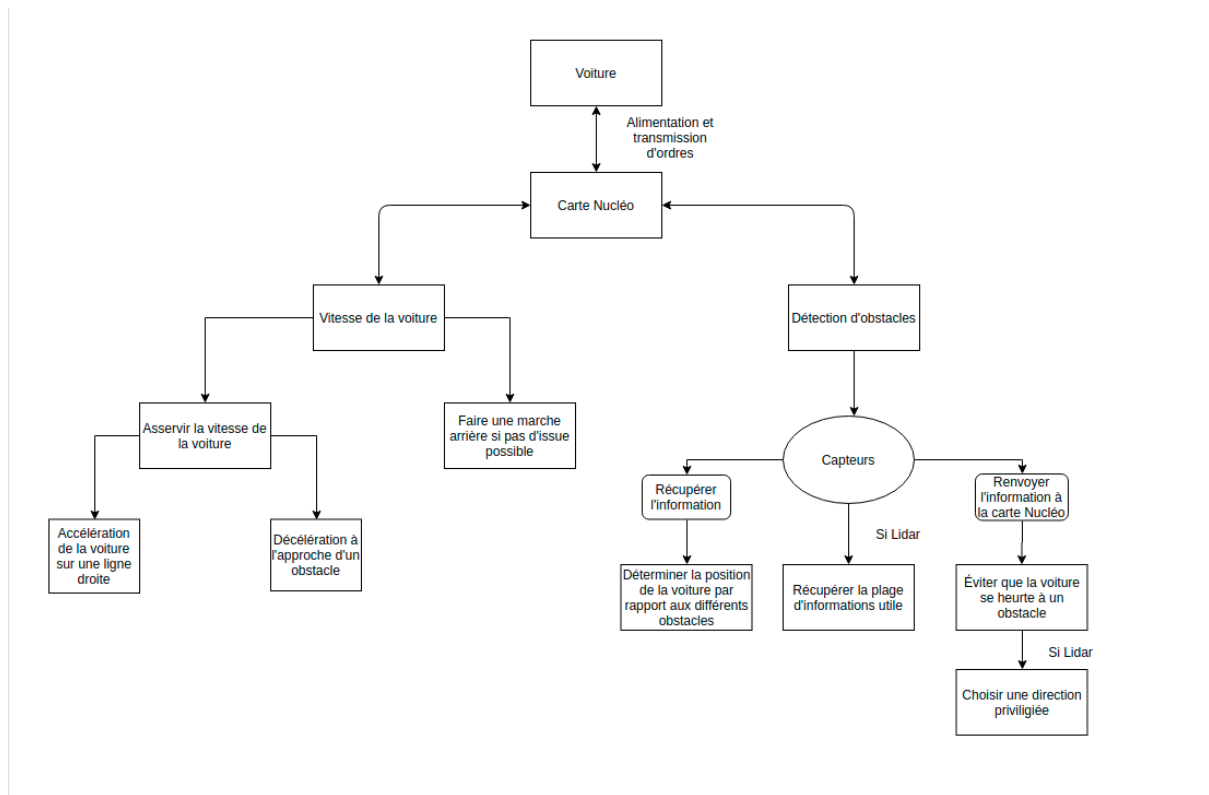 Voiture
Alimentation et
transmission
d'ordres
Carte Nucléo
Vitesse de la voiture
Détection d'obstacles
Asservir la vitesse de
la voiture
Faire une marche
arrière si pas d'issue
possible
Capteurs
Récupérer
l'information
Renvoyer
l'information à
la carte Nucléo
Si Lidar
Accélération
de la voiture
sur une ligne
droite
Décélération à
l'approche d'un
obstacle
Déterminer la position
de la voiture par
rapport aux différents
obstacles
Récupérer la plage
d'informations utile
Éviter que la voiture
se heurte à un
obstacle
Si Lidar
Choisir une direction
priviligiée